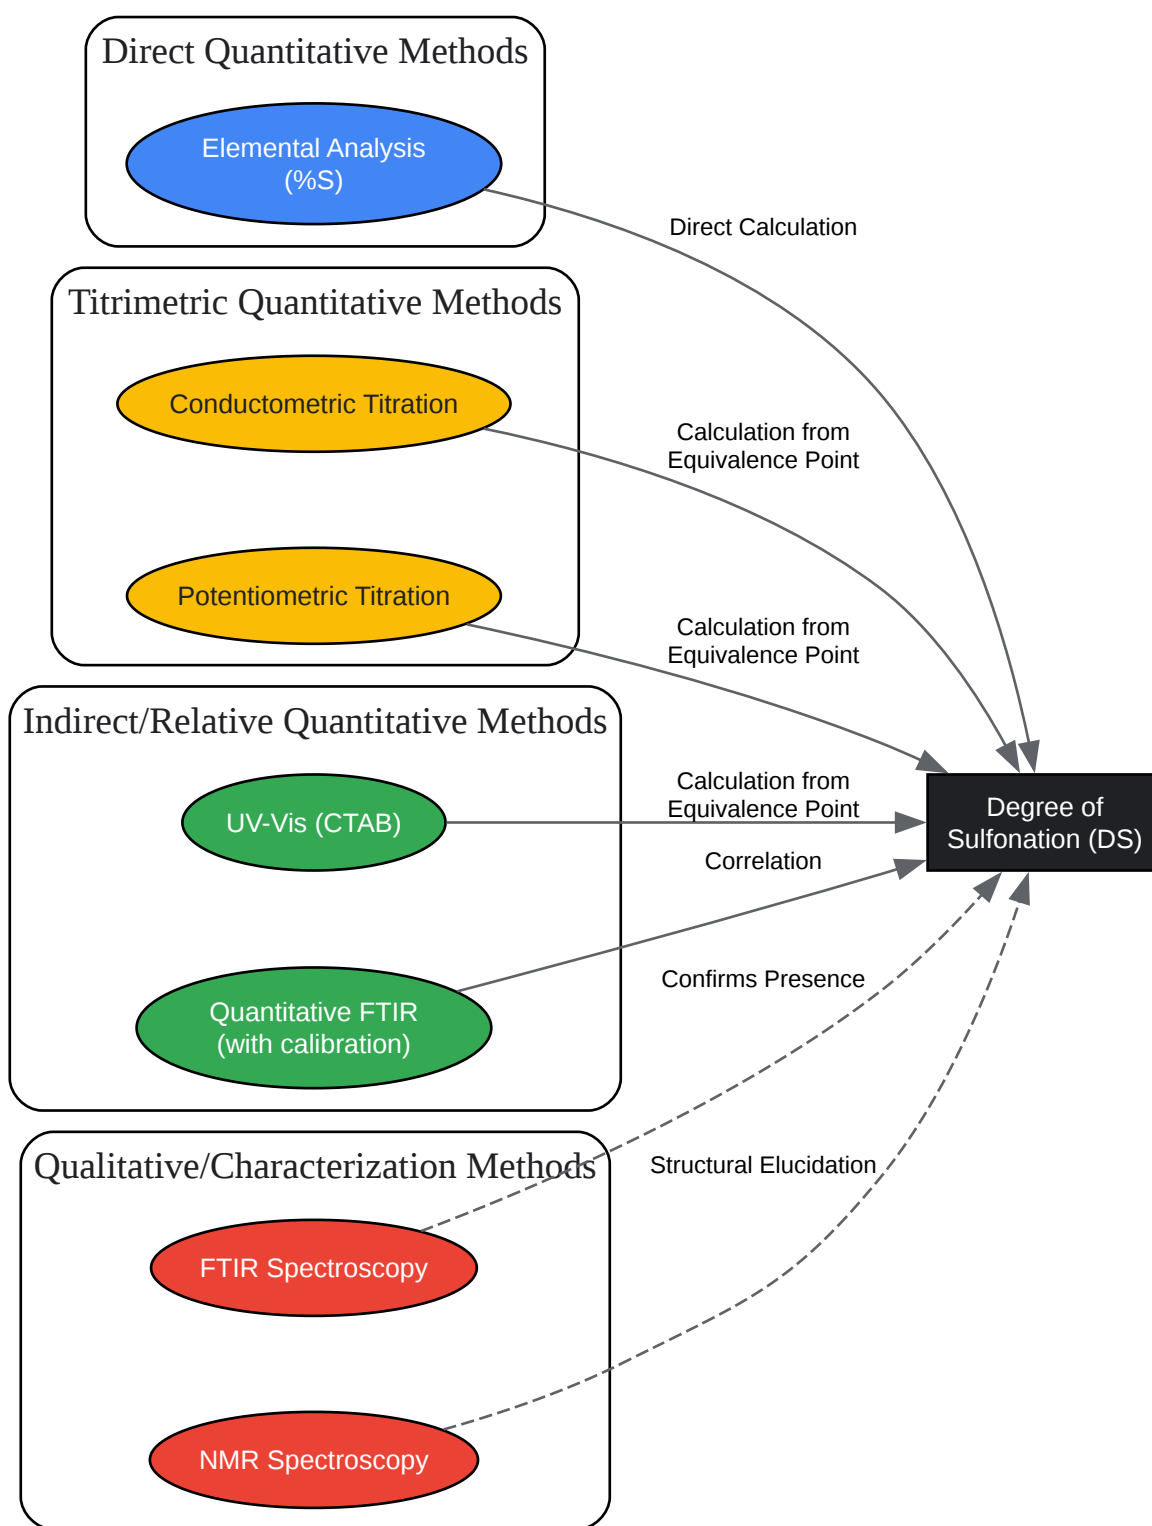 Direct Quantitative Methods
Elemental Analysis
(%S)
Direct Calculation
Titrimetric Quantitative Methods
Conductometric Titration
Calculation from
Equivalence Point
Potentiometric Titration
Calculation from
Equivalence Point
Indirect/Relative Quantitative Methods
UV-Vis (CTAB)
Calculation from
Equivalence Point
Degree of
Sulfonation (DS)
Correlation
Quantitative FTIR
(with calibration)
Confirms Presence
Qualitative/Characterization Methods
Structural Elucidation
FTIR Spectroscopy
NMR Spectroscopy